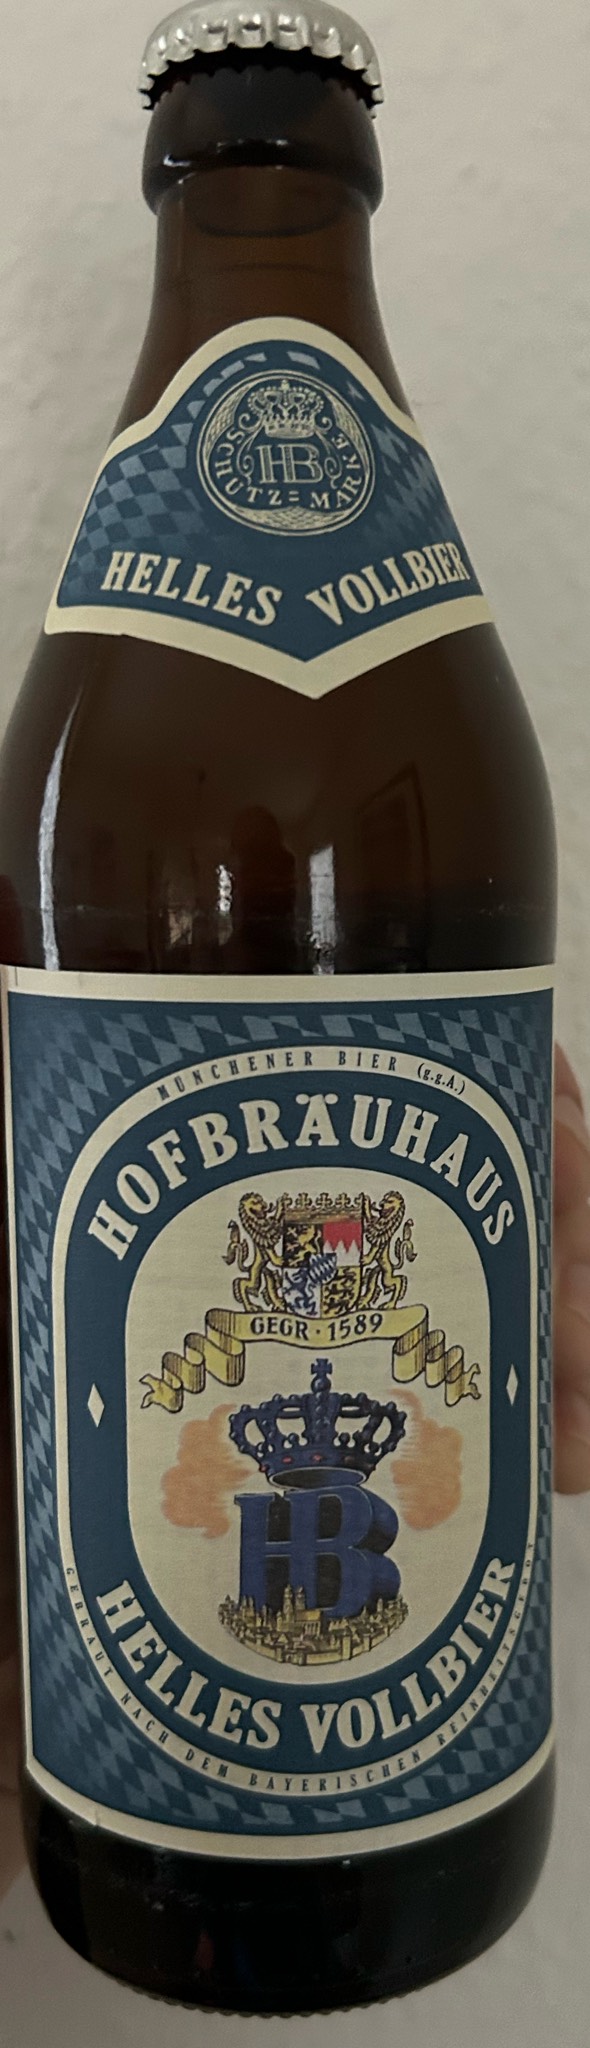 SCHUTZ=MARKE
HB
HELLES VOLLBIER
MÜNCHENER BIER (g.g.A.)
HOFBRÄUHAUS
GEGR·1589
HB
HELLES VOLLBIER
GEBRAUT NACH DEM BAYERISCHEN REINHEITSGEBOT